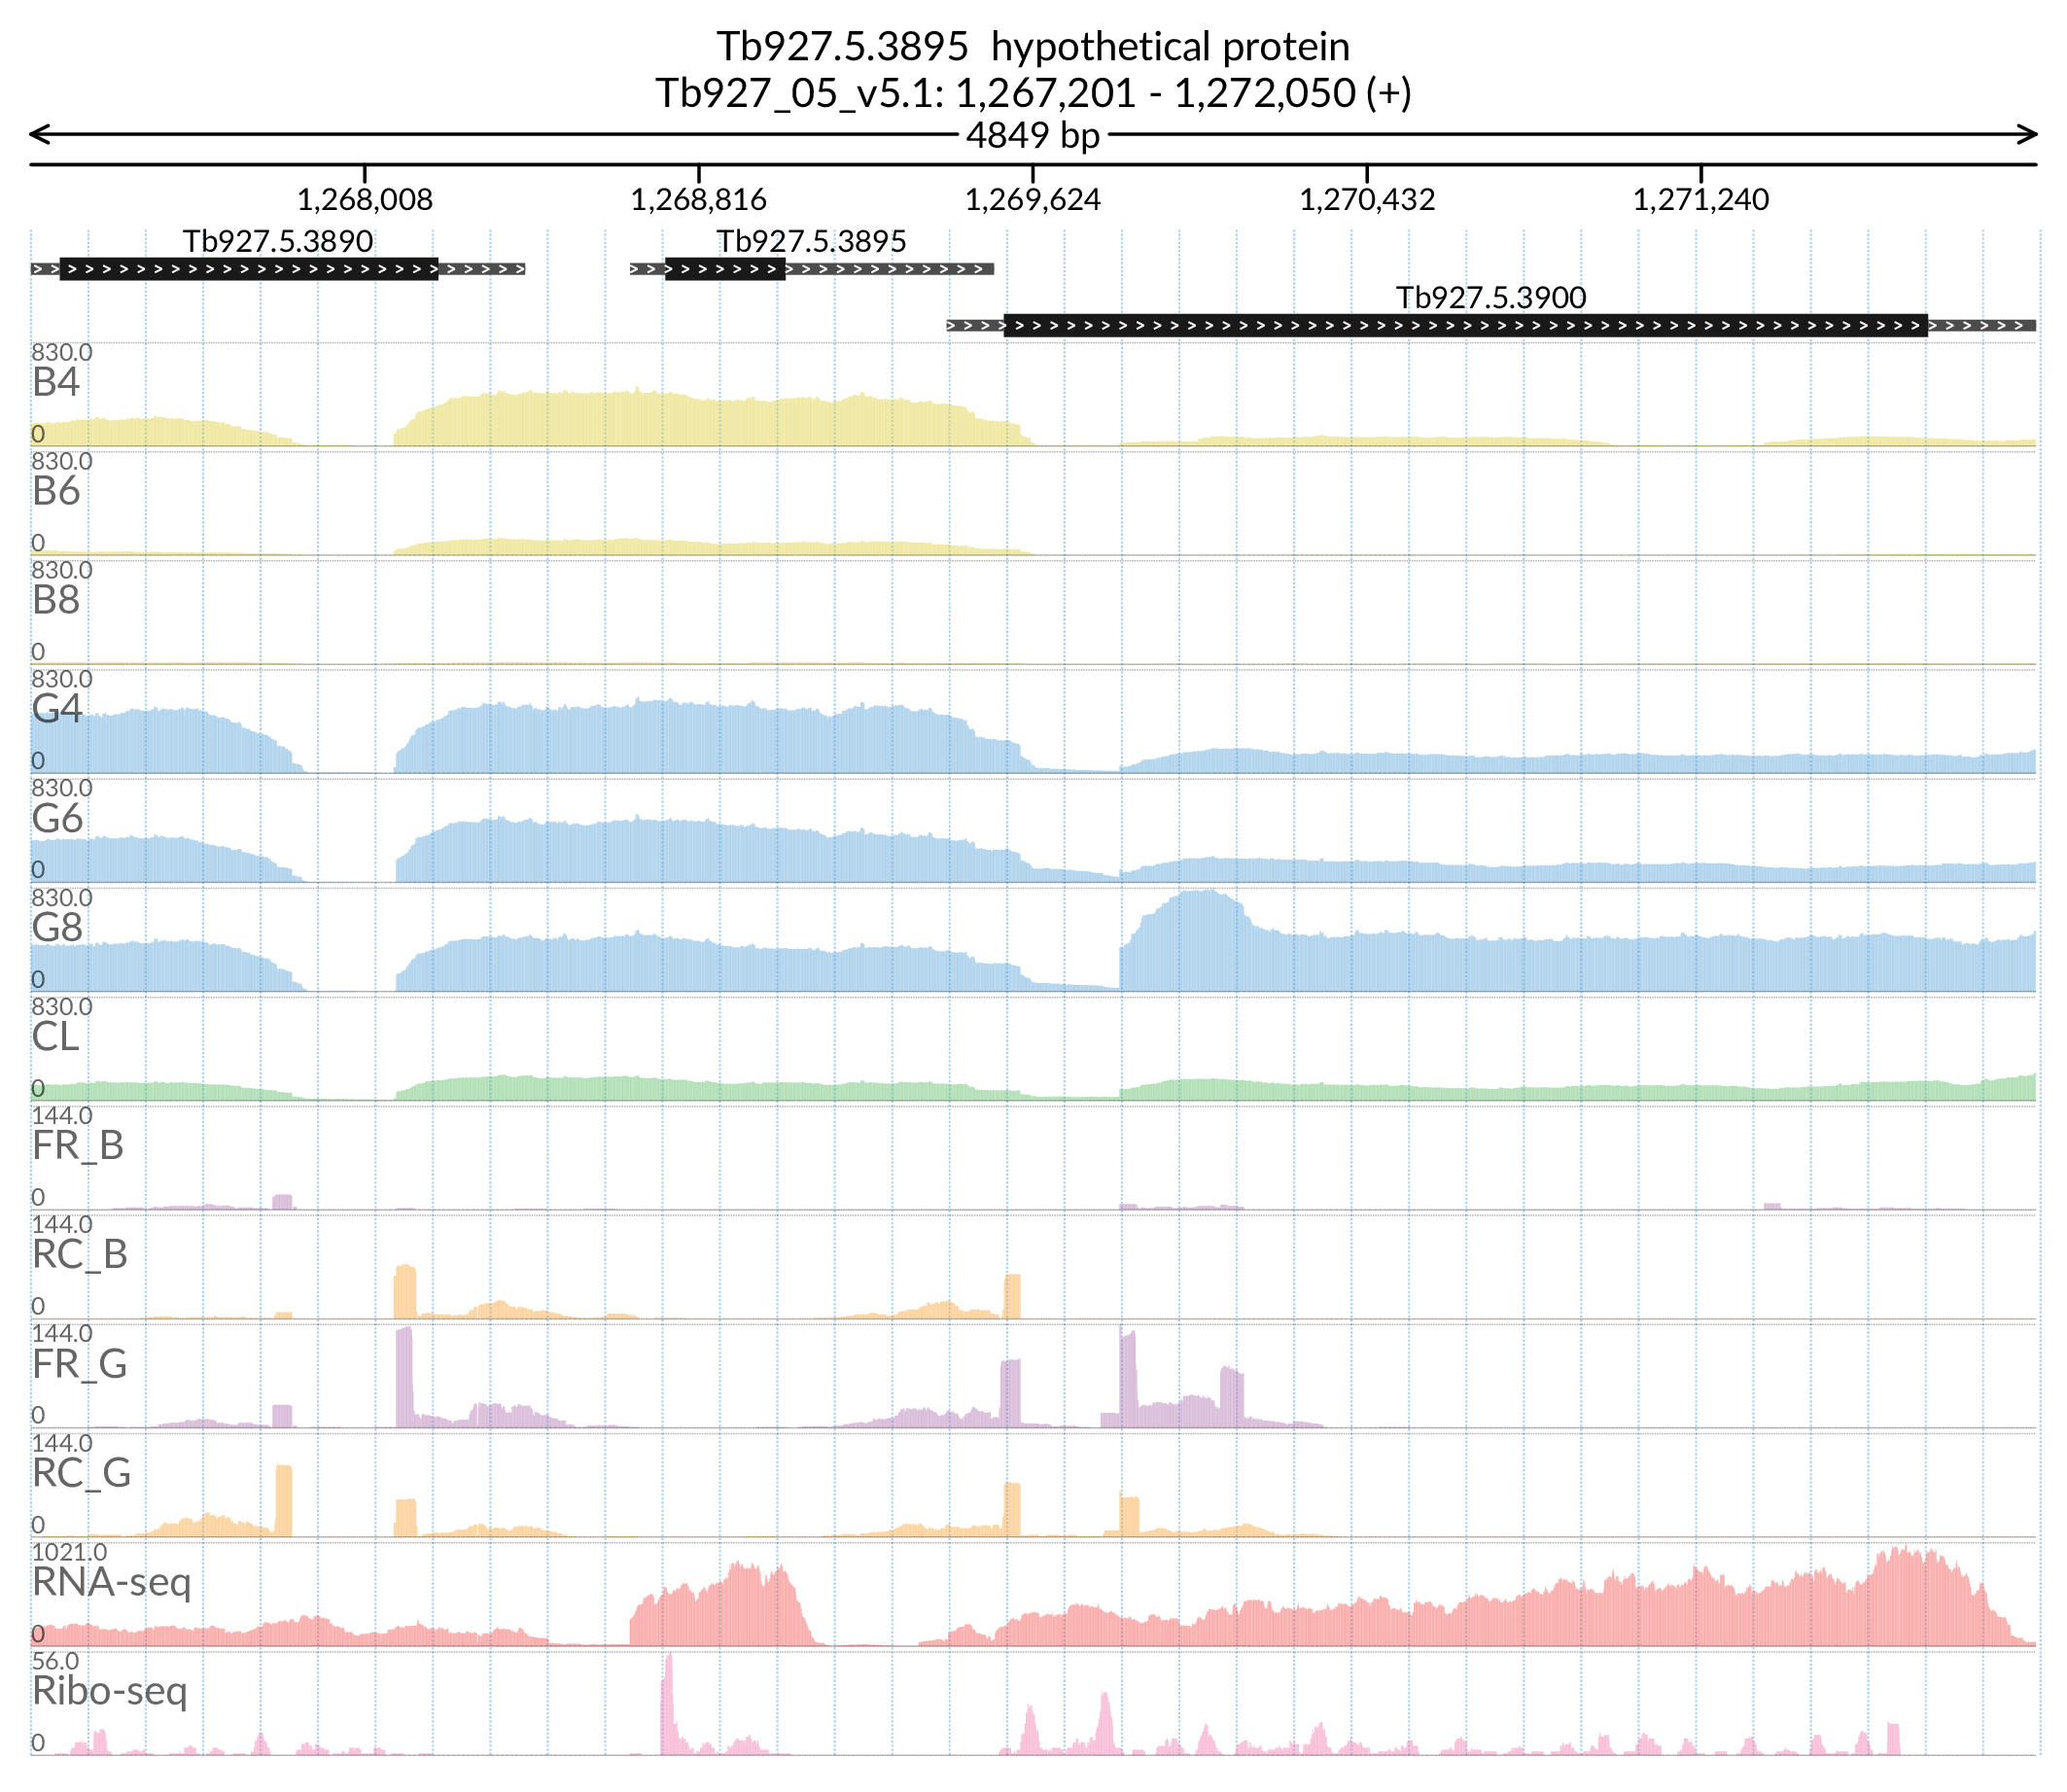 Tb927.5.3895  hypothetical protein
Tb927_05_v5.1: 1,267,201 - 1,272,050 (+)
4849 bp
1,268,008 1,268,816 1,269,624 1,270,432 1,271,240
Tb927.5.3890 Tb927.5.3895
Tb927.5.3900
830.0
B4
0
830.0
B6
0
830.0
B8
0
830.0
G4
0
830.0
G6
0
830.0
G8
0
830.0
CL
0
144.0
FR_B
0
144.0
RC_B
0
144.0
FR_G
0
144.0
RC_G
0
1021.0
RNA-seq
0
56.0
Ribo-seq
0